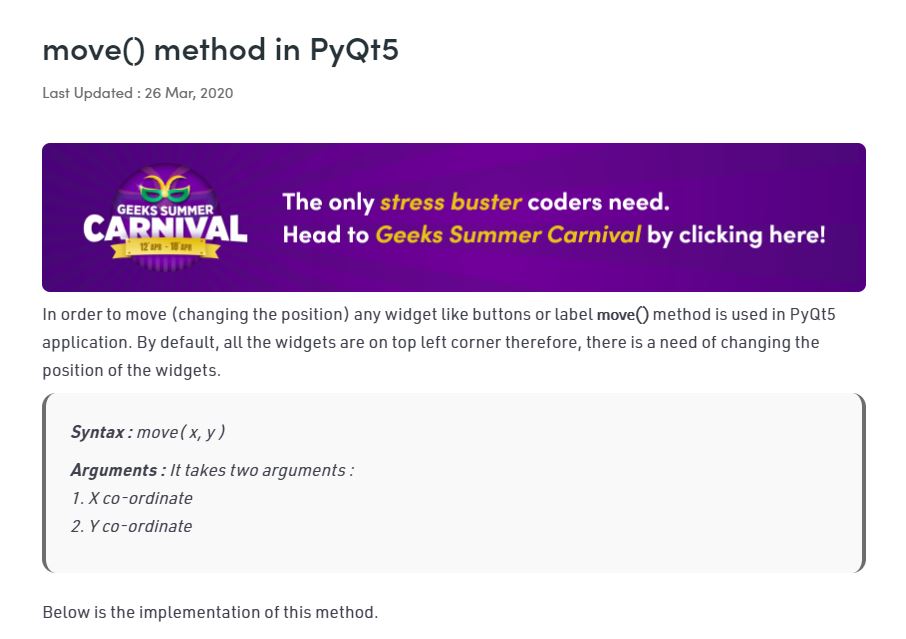 move() method in PyQt5
Last Updated : 26 Mar, 2020
GEEKS SUMMER
CARNIVAL
12th APR - 18th APR
The only stress buster coders need.
Head to Geeks Summer Carnival by clicking here!
In order to move (changing the position) any widget like buttons or label move() method is used in PyQt5
application. By default, all the widgets are on top left corner therefore, there is a need of changing the
position of the widgets.
Syntax : move( x, y )
Arguments : It takes two arguments :
1. X co-ordinate
2. Y co-ordinate
Below is the implementation of this method.